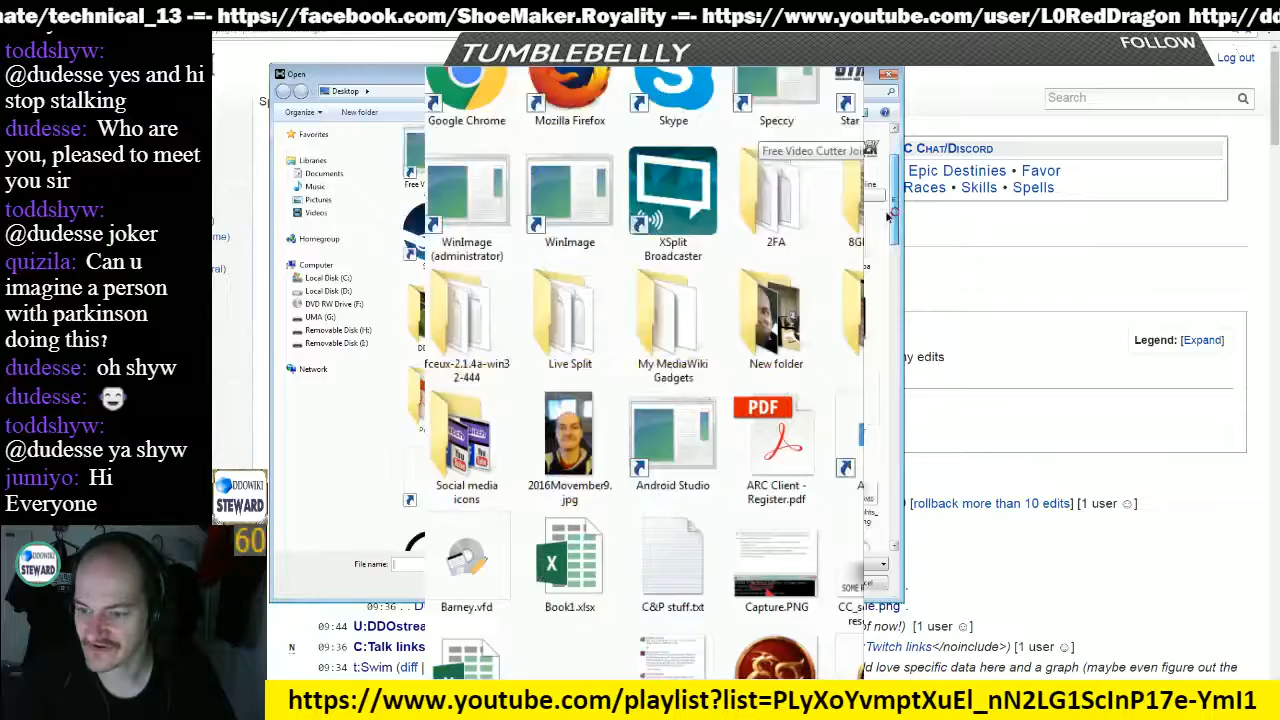 nate/technical_13 -=- https://facebook.com/ShoeMaker.Royality -=- https://www.youtube.com/user/L0RedDragon http://dd
toddshyw:
@dudesse yes and hi
stop stalking
dudesse: Who are
you, pleased to meet
you sir
toddshyw:
@dudesse joker
quizila: Can u
imagine a person
with parkinson
doing this?
dudesse: oh shyw
dudesse:
toddshyw:
@dudesse ya shyw
jumiyo: Hi
Everyone
DDOWIKI
STEWARD
60
DDOWIKI
STEWARD
TUMBLEBELLLY
FOLLOW
Log out
Search
Open
Desktop
Organize
New folder
Favorites
Libraries
Documents
Music
Pictures
Videos
Homegroup
Computer
Local Disk (C:)
Local Disk (D:)
DVD RW Drive (F:)
UMA (G:)
Removable Disk (H:)
Removable Disk (I:)
Network
File name:
Google Chrome
Mozilla Firefox
Skype
Speccy
Star
Free Video Cutter Joi
WinImage
(administrator)
WinImage
XSplit
Broadcaster
2FA
fceux-2.1.4a-win3
2-444
Live Split
My MediaWiki
Gadgets
New folder
Social media
icons
2016Movember9.
jpg
Android Studio
PDF
ARC Client -
Register.pdf
Barney.vfd
Book1.xlsx
C&P stuff.txt
Capture.PNG
C Chat/Discord
Epic Destinies • Favor
Races • Skills • Spells
Legend: [Expand]
ny edits
[rollback more than 10 edits] [1 user ☺]
09:36
09:44 U:DDOstrea
of now!) [1 user ☺]
N 09:36 C:Talk links
Twitch links</noinclude>) [1 user ☺]
09:34 t:Swim (diff
d love specific data here and a graph (maybe even figure out the
https://www.youtube.com/playlist?list=PLyXoYvmptXuEl_nN2LG1ScInP17e-YmI1